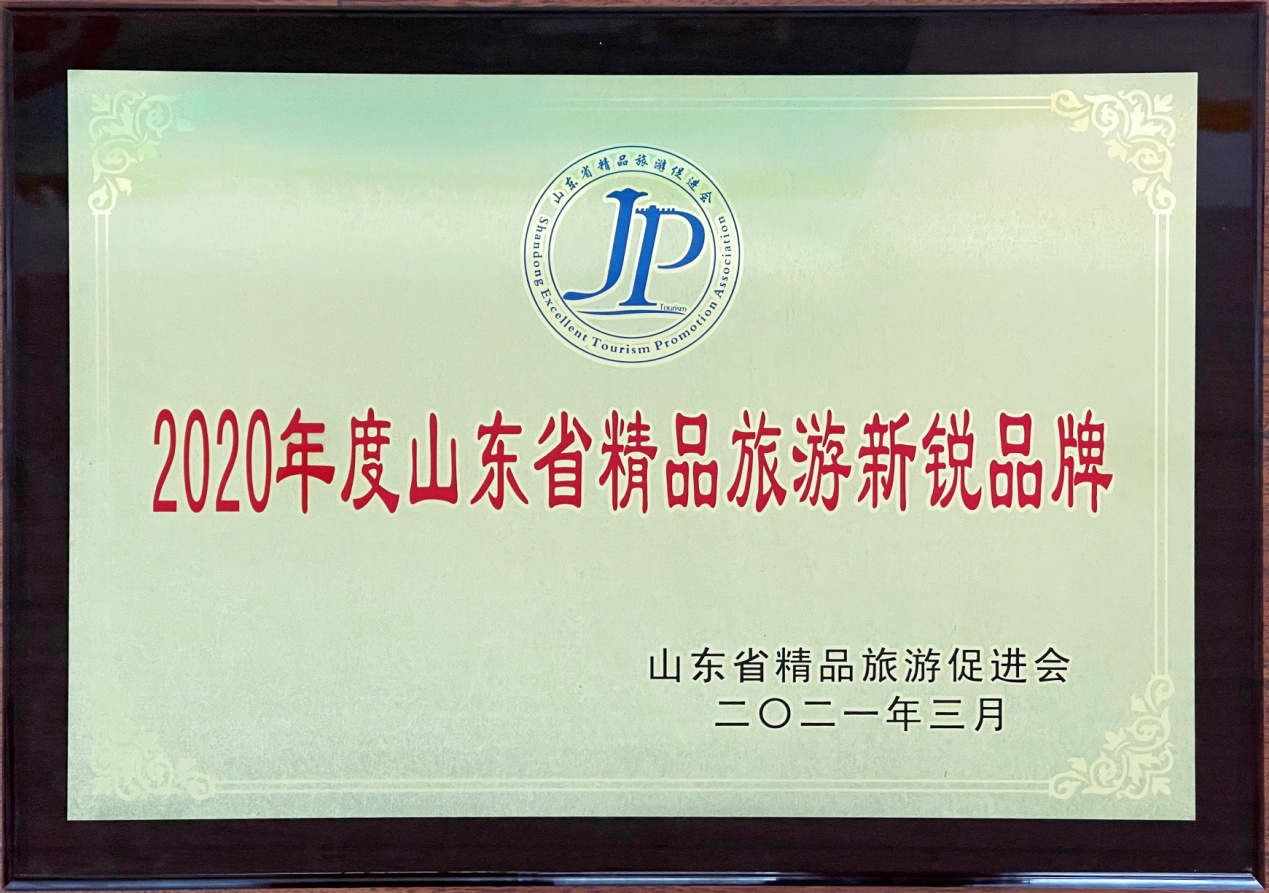 山东省精品旅游促进会
JP
Tourism
Shandong Excellent Tourism Promotion Association
2020年度山东省精品旅游新锐品牌
山东省精品旅游促进会
二〇二一年三月